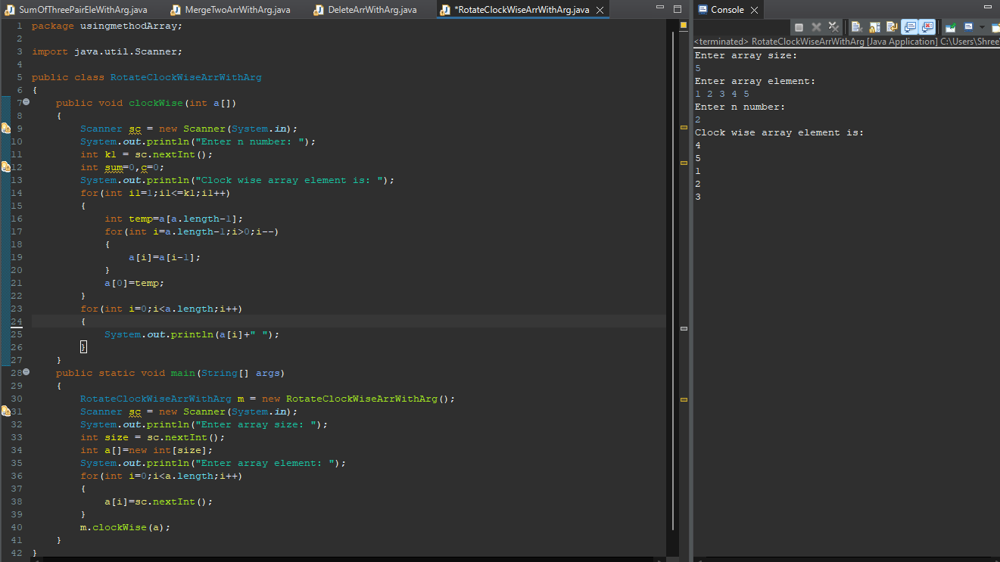 SumOfThreePairEleWithArg.java MergeTwoArrWithArg.java DeleteArrWithArg.java *RotateClockWiseArrWithArg.java
1 package usingmethodArray;
2
3 import java.util.Scanner;
4
5 public class RotateClockWiseArrWithArg
6 {
7 public void clockWise(int a[])
8 {
9 Scanner sc = new Scanner(System.in);
10 System.out.println("Enter n number: ");
11 int k1 = sc.nextInt();
12 int sum=0,c=0;
13 System.out.println("Clock wise array element is: ");
14 for(int i1=1;i1<=k1;i1++)
15 {
16 int temp=a[a.length-1];
17 for(int i=a.length-1;i>0;i--)
18 {
19 a[i]=a[i-1];
20 }
21 a[0]=temp;
22 }
23 for(int i=0;i<a.length;i++)
24 {
25 System.out.println(a[i]+" ");
26 }
27 }
28 public static void main(String[] args)
29 {
30 RotateClockWiseArrWithArg m = new RotateClockWiseArrWithArg();
31 Scanner sc = new Scanner(System.in);
32 System.out.println("Enter array size: ");
33 int size = sc.nextInt();
34 int a[]=new int[size];
35 System.out.println("Enter array element: ");
36 for(int i=0;i<a.length;i++)
37 {
38 a[i]=sc.nextInt();
39 }
40 m.clockWise(a);
41 }
42 }
Console
<terminated> RotateClockWiseArrWithArg [Java Application] C:\Users\Shree
Enter array size:
5
Enter array element:
1 2 3 4 5
Enter n number:
2
Clock wise array element is:
4
5
1
2
3